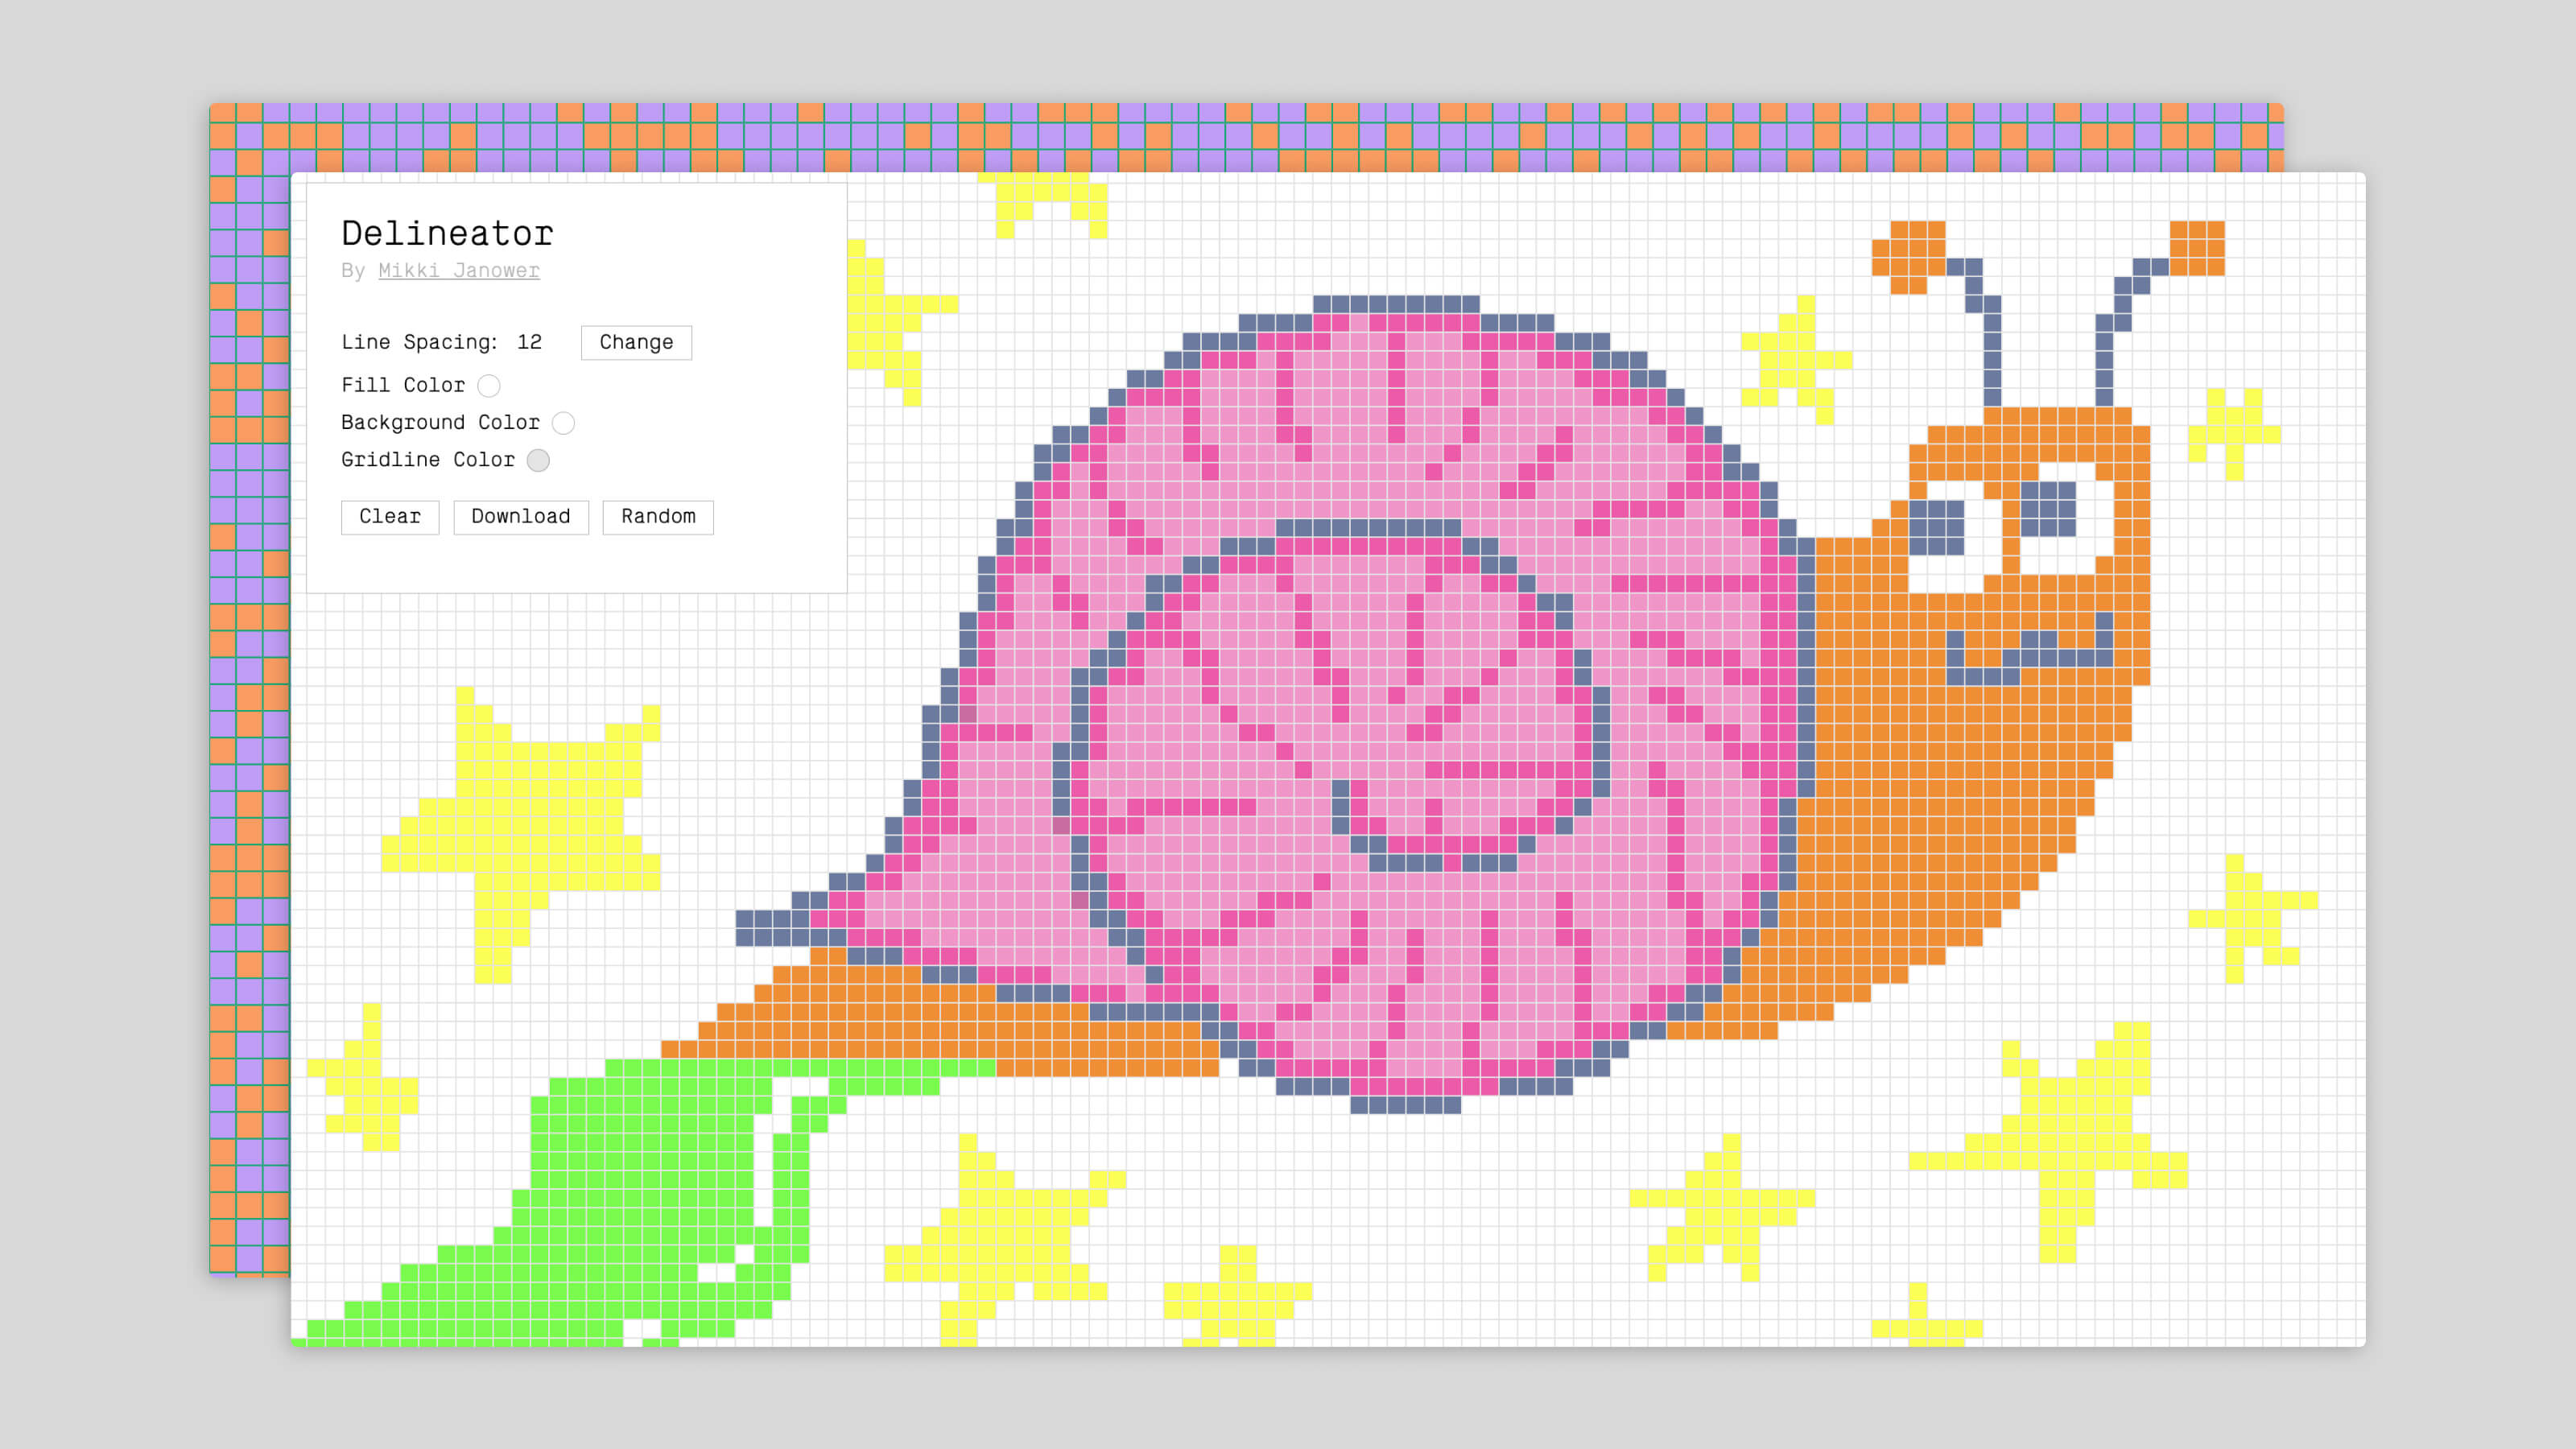 Delineator
By Mikki Janower
Line Spacing: 12 Change
Fill Color
Background Color
Gridline Color
Clear Download Random